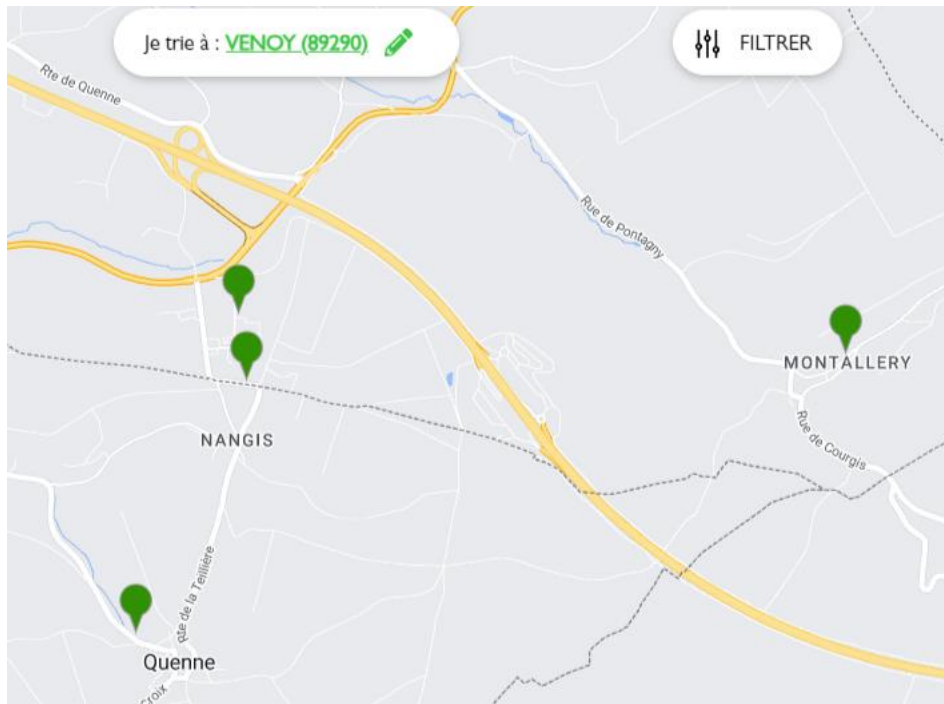 Je trie à : VENOY (89290)
FILTRER
Rte de Quenne
Rue de Pontagny
MONTALLERY
Rue de Courgis
NANGIS
Rte de la Teillière
Quenne
Croix